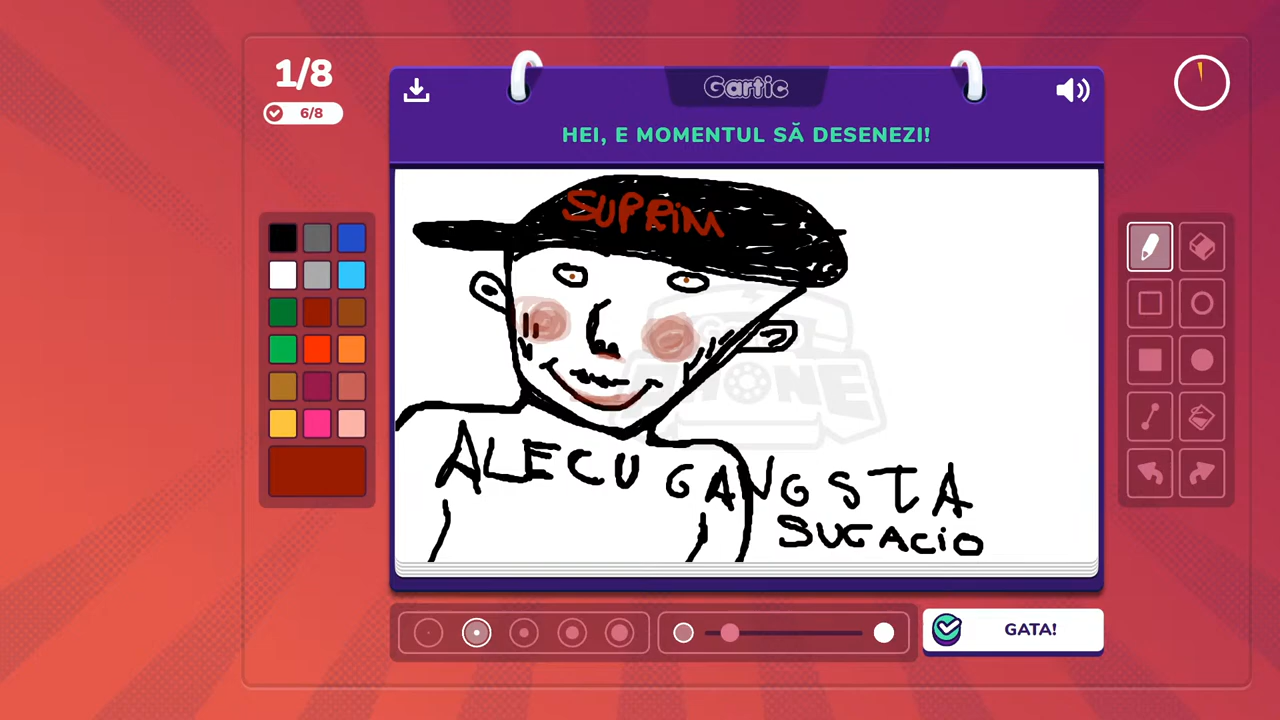 1/8
6/8
Gartic
HEI, E MOMENTUL SĂ DESENEZI!
SUPRiM
ALECU GANGSTA
SUGACiO
GATA!